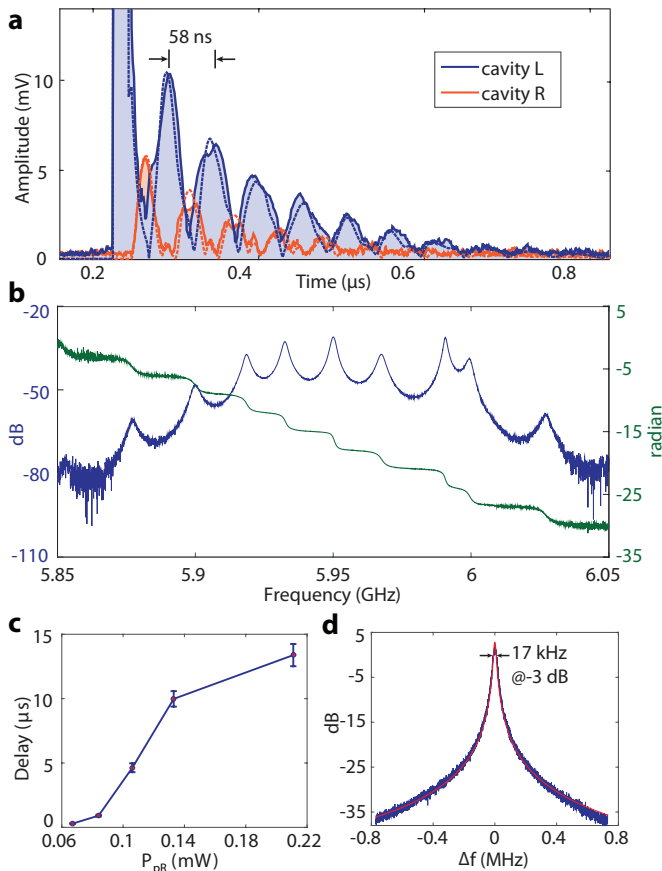 a
58 ns
cavity L
cavity R
10
5
0
Amplitude (mV)
0.2
0.4
0.6
0.8
Time (μs)
b
-20
-50
-80
-110
dB
5
-5
-15
-25
-35
radian
5.85
5.9
5.95
6
6.05
Frequency (GHz)
c
15
10
5
0
Delay (μs)
0.06
0.1
0.14
0.18
0.22
PpR (mW)
d
17 kHz
@-3 dB
-5
-15
-25
-35
dB
-0.8
-0.4
0
0.4
0.8
Δf (MHz)